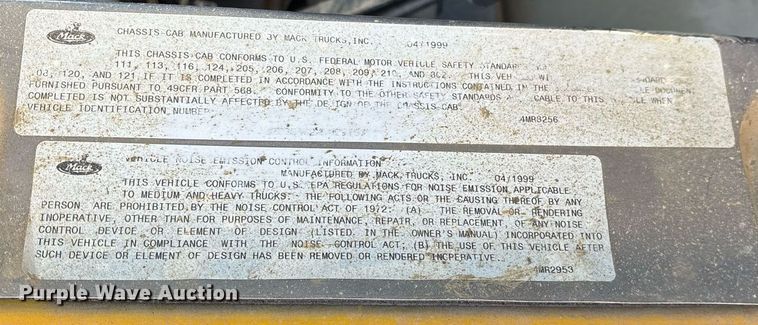 Mack
CHASSIS-CAB MANUFACTURED BY MACK TRUCKS, INC. 04/1999
THIS CHASSIS-CAB CONFORMS TO U.S. FEDERAL MOTOR VEHICLE SAFETY
111, 113, 116, 124, 205, 206, 207, 208, 209, 210, AND 302. THIS
120, AND 121 IF IT IS COMPLETED IN ACCORDANCE WITH THE INSTRUCTIONS CONTAINED IN THE
FURNISHED PURSUANT TO 49CFR PART 568. CONFORMITY TO THE OTHER SAFETY STANDARDS TO THIS WHEN
COMPLETED IS NOT SUBSTANTIALLY AFFECTED BY THE DESIGN OF THE CHASSIS-CAB.
VEHICLE IDENTIFICATION NUMBER 4MR3256
Mack
VEHICLE NOISE EMISSION CONTROL INFORMATION
MANUFACTURED BY MACK TRUCKS, INC. 04/1999
THIS VEHICLE CONFORMS TO U.S. EPA REGULATIONS FOR NOISE EMISSION APPLICABLE
TO MEDIUM AND HEAVY TRUCKS. THE FOLLOWING ACTS OR THE CAUSING THEREOF BY ANY
PERSON ARE PROHIBITED BY THE NOISE CONTROL ACT OF 1972: (A) THE REMOVAL OR RENDERING
INOPERATIVE, OTHER THAN FOR PURPOSES OF MAINTENANCE, REPAIR, OR REPLACEMENT, OF ANY NOISE
CONTROL DEVICE OR ELEMENT OF DESIGN (LISTED IN THE OWNER'S MANUAL) INCORPORATED INTO
THIS VEHICLE IN COMPLIANCE WITH THE NOISE CONTROL ACT; (B) THE USE OF THIS VEHICLE AFTER
SUCH DEVICE OR ELEMENT OF DESIGN HAS BEEN REMOVED OR RENDERED INOPERATIVE.
4MR2953
Purple Wave Auction